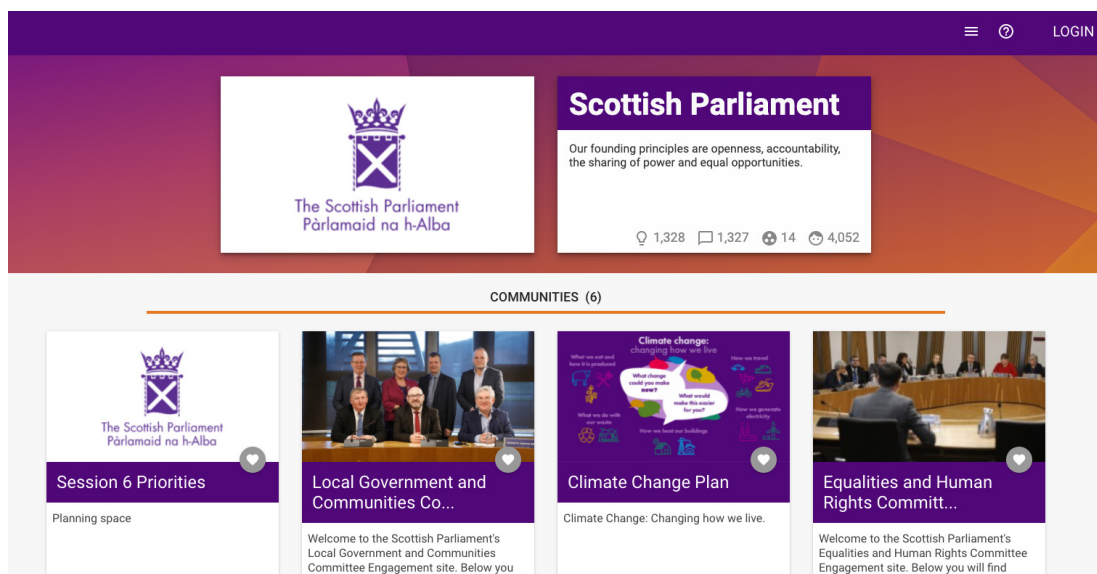 LOGIN
The Scottish Parliament
Pàrlamaid na h-Alba
Scottish Parliament
Our founding principles are openness, accountability,
the sharing of power and equal opportunities.
1,328 1,327 14 4,052
COMMUNITIES (6)
The Scottish Parliament
Pàrlamaid na h-Alba
Session 6 Priorities
Planning space
Local Government and
Communities Co...
Welcome to the Scottish Parliament's
Local Government and Communities
Committee Engagement site. Below you
Climate change:
changing how we live
What we eat and
how it is produced
How we travel
What change
could you make
now?
What would
make this easier
for you?
What we do with
our waste
How we generate
electricity
How we heat our buildings
Climate Change Plan
Climate Change: Changing how we live.
Equalities and Human
Rights Committ...
Welcome to the Scottish Parliament's
Equalities and Human Rights Committee
Engagement site. Below you will find